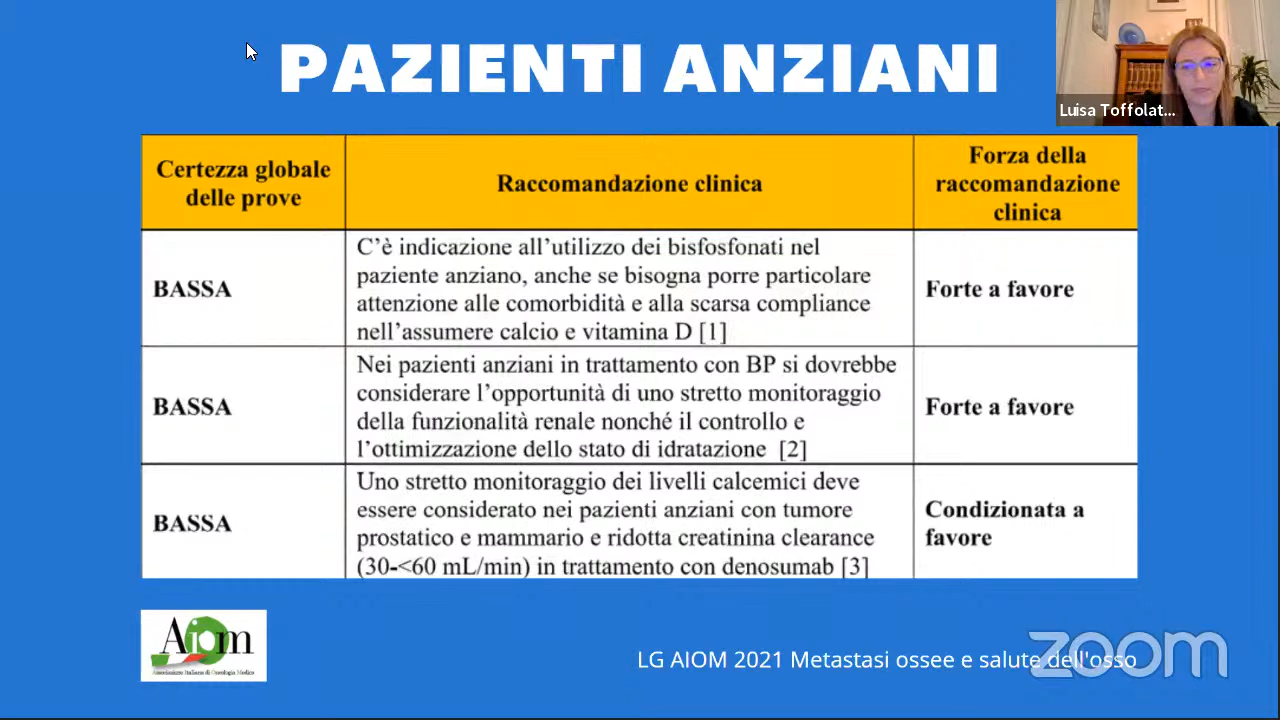 PAZIENTI ANZIANI
Luisa Toffolat...
Certezza globale
delle prove
Raccomandazione clinica
Forza della
raccomandazione
clinica
BASSA
C'è indicazione all'utilizzo dei bisfosfonati nel
paziente anziano, anche se bisogna porre particolare
attenzione alle comorbidità e alla scarsa compliance
nell'assumere calcio e vitamina D [1]
Forte a favore
BASSA
Nei pazienti anziani in trattamento con BP si dovrebbe
considerare l'opportunità di uno stretto monitoraggio
della funzionalità renale nonché il controllo e
l'ottimizzazione dello stato di idratazione [2]
Forte a favore
BASSA
Uno stretto monitoraggio dei livelli calcemici deve
essere considerato nei pazienti anziani con tumore
prostatico e mammario e ridotta creatinina clearance
(30-<60 mL/min) in trattamento con denosumab [3]
Condizionata a
favore
Aiom
Associazione Italiana di Oncologia Medica
LG AIOM 2021 Metastasi ossee e salute dell'osso
zoom